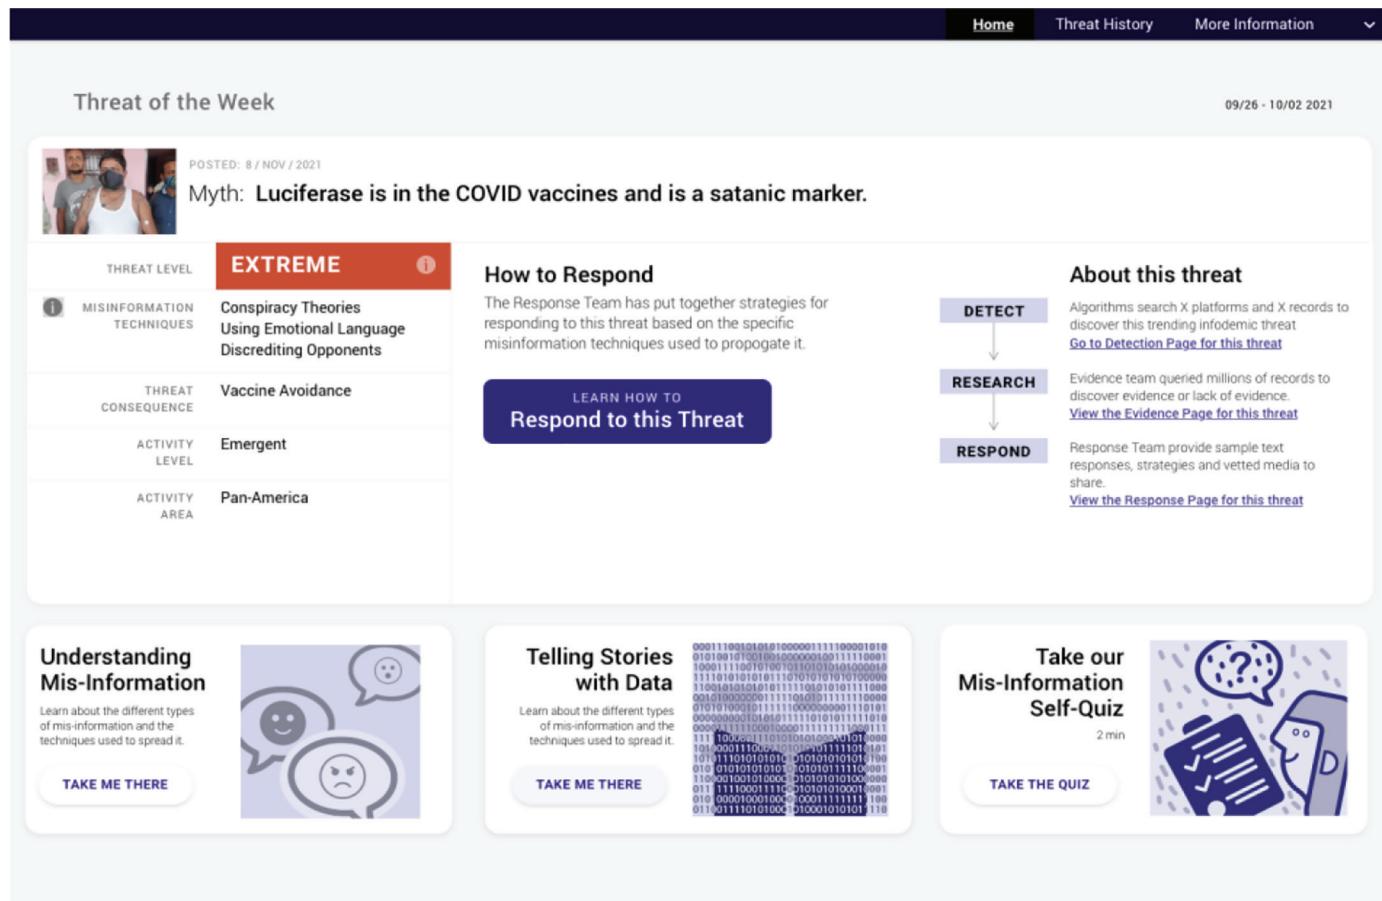 Home Threat History More Information
Threat of the Week
09/26 - 10/02 2021
POSTED: 8 / NOV / 2021
Myth: Luciferase is in the COVID vaccines and is a satanic marker.
THREAT LEVEL
EXTREME
MISINFORMATION
TECHNIQUES
Conspiracy Theories
Using Emotional Language
Discrediting Opponents
THREAT
CONSEQUENCE
Vaccine Avoidance
ACTIVITY
LEVEL
Emergent
ACTIVITY
AREA
Pan-America
How to Respond
The Response Team has put together strategies for
responding to this threat based on the specific
misinformation techniques used to propogate it.
LEARN HOW TO
Respond to this Threat
DETECT
RESEARCH
RESPOND
About this threat
Algorithms search X platforms and X records to
discover this trending infodemic threat
Go to Detection Page for this threat
Evidence team queried millions of records to
discover evidence or lack of evidence.
View the Evidence Page for this threat
Response Team provide sample text
responses, strategies and vetted media to
share.
View the Response Page for this threat
Understanding
Mis-Information
Learn about the different types
of mis-information and the
techniques used to spread it.
TAKE ME THERE
Telling Stories
with Data
Learn about the different types
of mis-information and the
techniques used to spread it.
TAKE ME THERE
Take our
Mis-Information
Self-Quiz
2 min
TAKE THE QUIZ